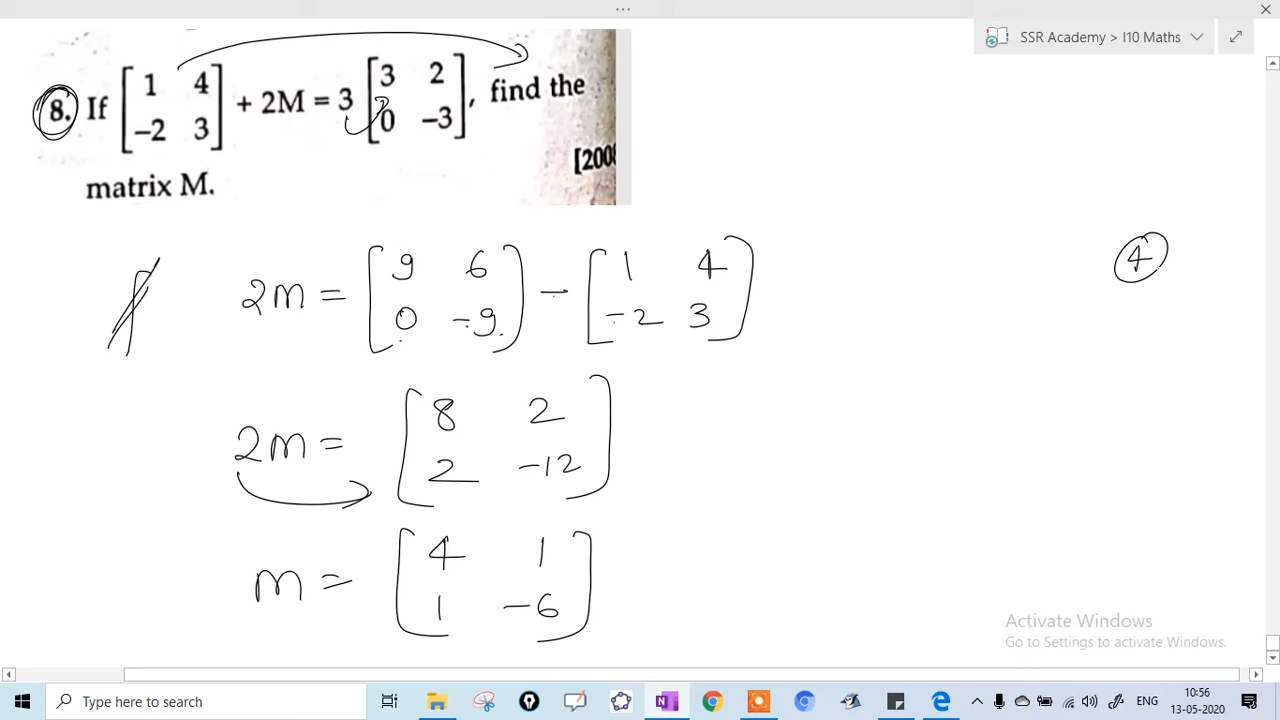 ...
SSR Academy > I10 Maths
8. If [1 4 -2 3] + 2M = 3 [3 2 0 -3], find the
[2008
matrix M.
4
2m = [9 6 0 -9] - [1 4 -2 3]
2m = [8 2 2 -12]
m = [4 1 1 -6]
Activate Windows
Go to Settings to activate Windows.
Type here to search
ENG
10:56
13-05-2020